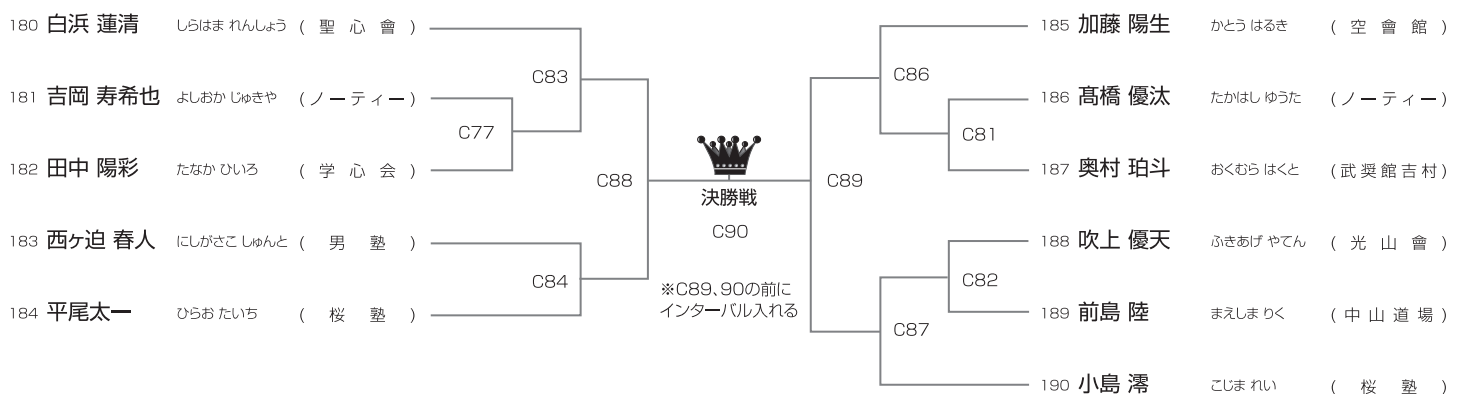 180 白浜 蓮清 しらはま れんしょう (聖心會)
C83
181 吉岡 寿希也 よしおか じゅきや (ノーティー)
C77
182 田中 陽彩 たなか ひいろ (学心会)
C88
183 西ヶ迫 春人 にしがさこ しゅんと (男塾)
C84
184 平尾太一 ひらお たいち (桜塾)
決勝戦
C90
※C89、90の前に
インターバル入れる
185 加藤 陽生 かとう はるき (空會館)
C86
186 髙橋 優汰 たかはし ゆうた (ノーティー)
C81
187 奥村 珀斗 おくむら はくと (武奨館吉村)
C89
188 吹上 優天 ふきあげ やてん (光山會)
C82
189 前島 陸 まえしま りく (中山道場)
C87
190 小島 澪 こじま れい (桜塾)